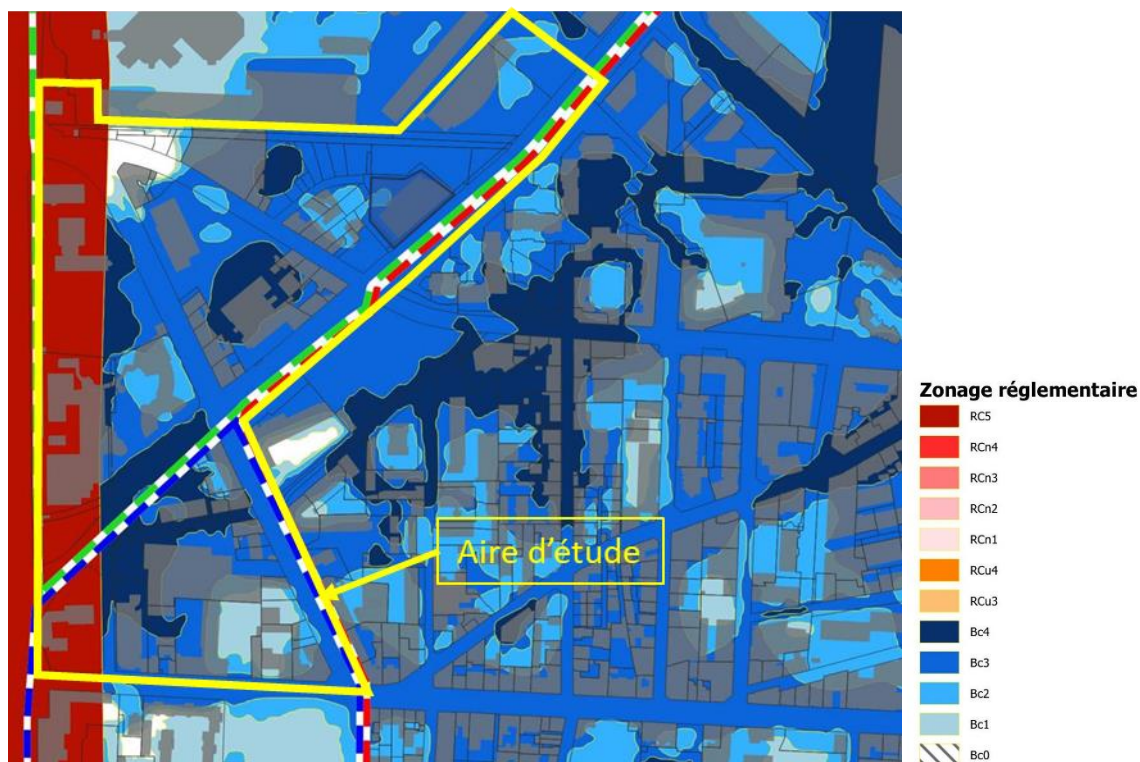 Aire d'étude
Zonage réglementaire
RC5
RCn4
RCn3
RCn2
RCn1
RCu4
RCu3
Bc4
Bc3
Bc2
Bc1
Bc0